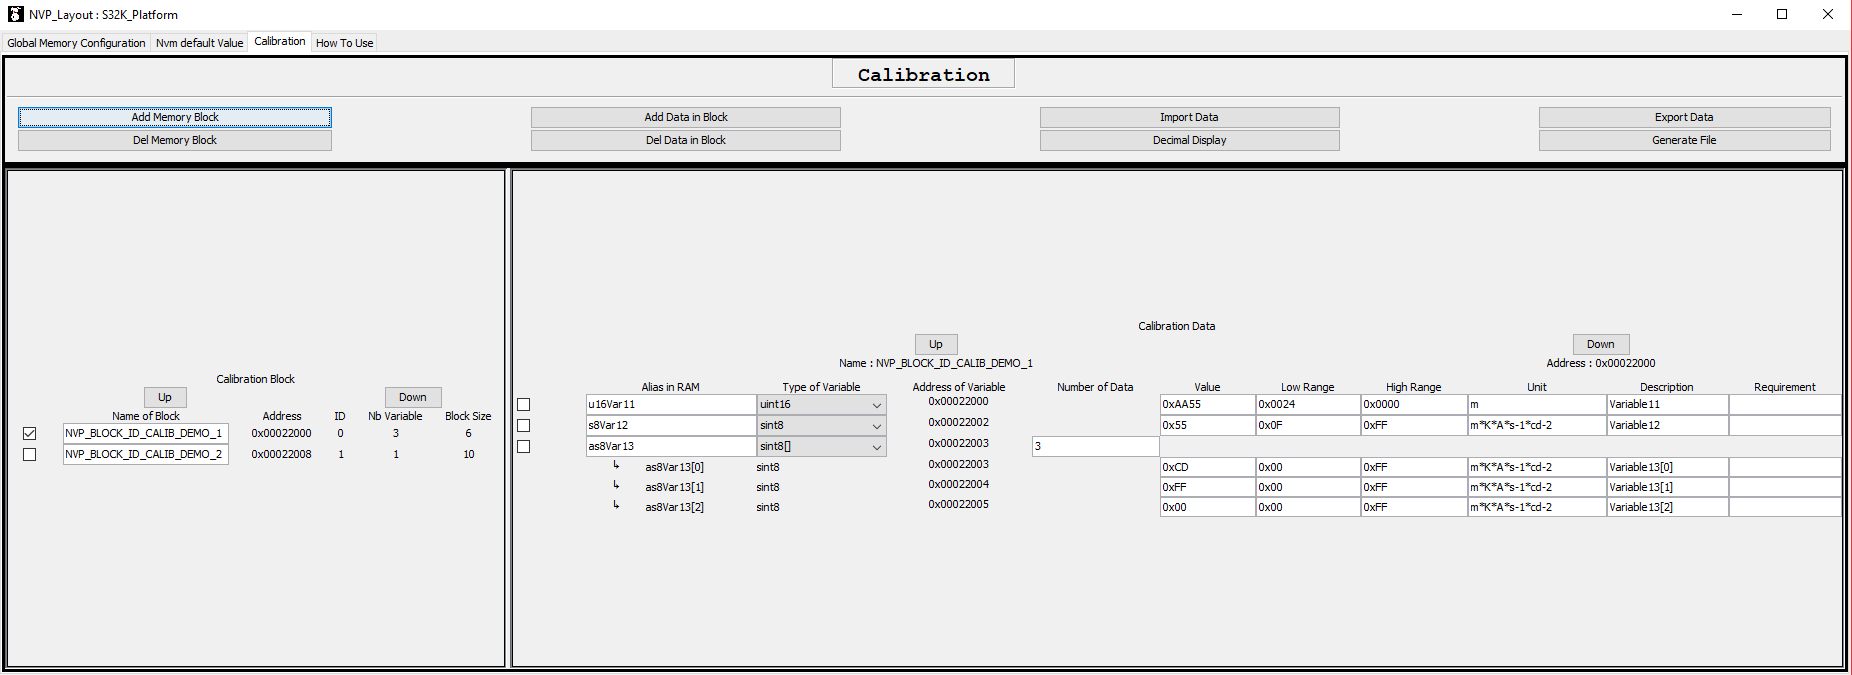 NVP_Layout : S32K_Platform
Global Memory Configuration Nvm default Value Calibration How To Use
Calibration
Add Memory Block Add Data in Block Import Data Export Data
Del Memory Block Del Data in Block Decimal Display Generate File
Calibration Block
Up Down
Name of Block Address ID Nb Variable Block Size
NVP_BLOCK_ID_CALIB_DEMO_1 0x00022000 0 3 6
NVP_BLOCK_ID_CALIB_DEMO_2 0x00022008 1 1 10
Calibration Data
Up Down
Name : NVP_BLOCK_ID_CALIB_DEMO_1 Address : 0x00022000
Alias in RAM Type of Variable Address of Variable Number of Data Value Low Range High Range Unit Description Requirement
u16Var11 uint16 0x00022000 0xAA55 0x0024 0x0000 m Variable11
s8Var12 sint8 0x00022002 0x55 0x0F 0xFF m*K*A*s-1*cd-2 Variable12
as8Var13 sint8[] 0x00022003 3
↳ as8Var13[0] sint8 0x00022003 0xCD 0x00 0xFF m*K*A*s-1*cd-2 Variable13[0]
↳ as8Var13[1] sint8 0x00022004 0xFF 0x00 0xFF m*K*A*s-1*cd-2 Variable13[1]
↳ as8Var13[2] sint8 0x00022005 0x00 0x00 0xFF m*K*A*s-1*cd-2 Variable13[2]